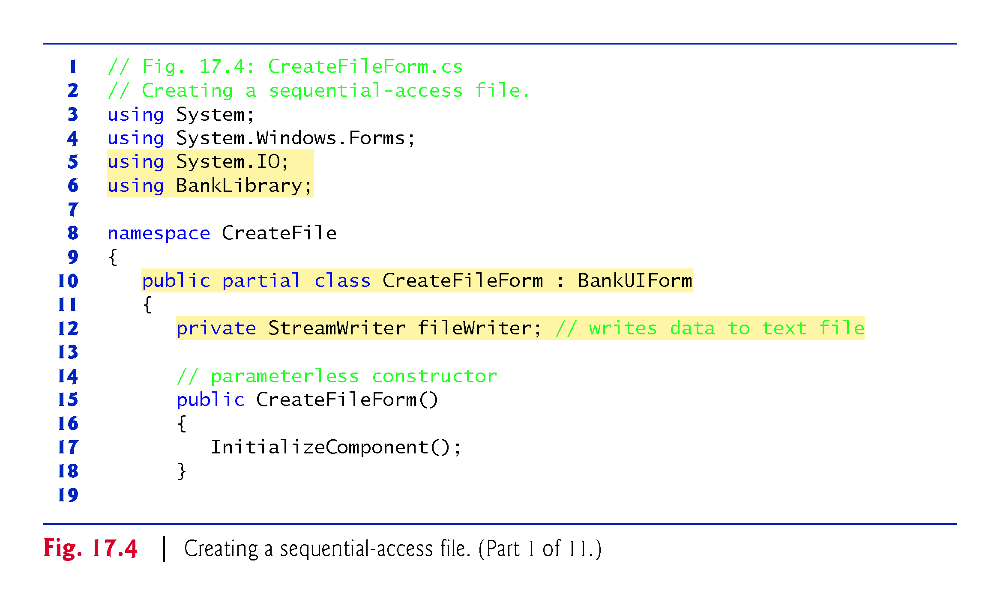 1 // Fig. 17.4: CreateFileForm.cs
2 // Creating a sequential-access file.
3 using System;
4 using System.Windows.Forms;
5 using System.IO;
6 using BankLibrary;
7
8 namespace CreateFile
9 {
10 public partial class CreateFileForm : BankUIForm
11 {
12 private StreamWriter fileWriter; // writes data to text file
13
14 // parameterless constructor
15 public CreateFileForm()
16 {
17 InitializeComponent();
18 }
19
Fig. 17.4 | Creating a sequential-access file. (Part 1 of 11.)